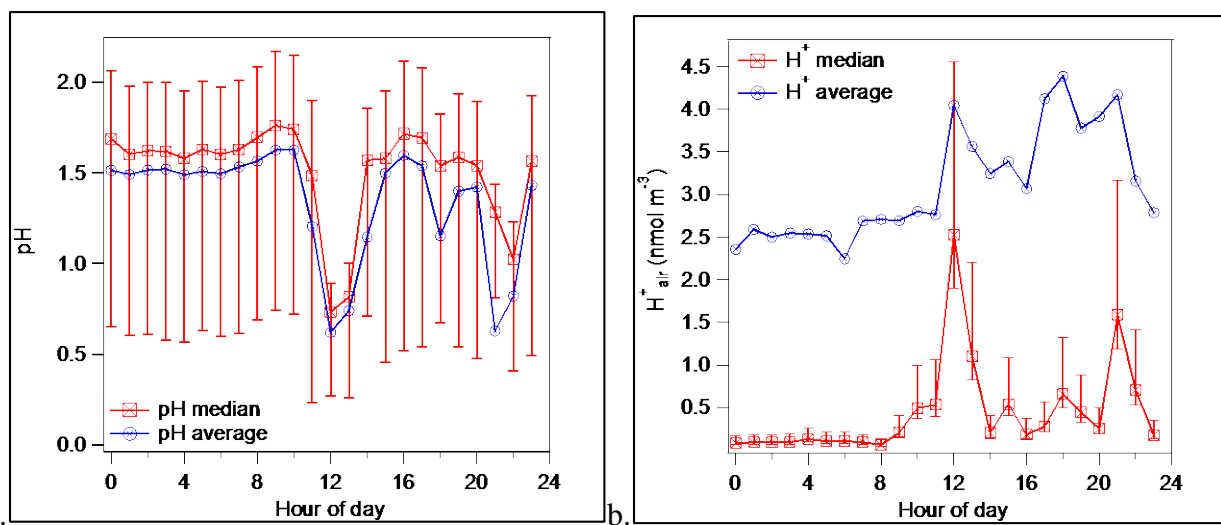 2.0
1.5
1.0
0.5
0.0
pH
pH median
pH average
0 4 8 12 16 20 24
Hour of day
.
b.
H+ median
H+ average
4.5
4.0
3.5
3.0
2.5
2.0
1.5
1.0
0.5
H+air (nmol m-3)
0 4 8 12 16 20 24
Hour of day